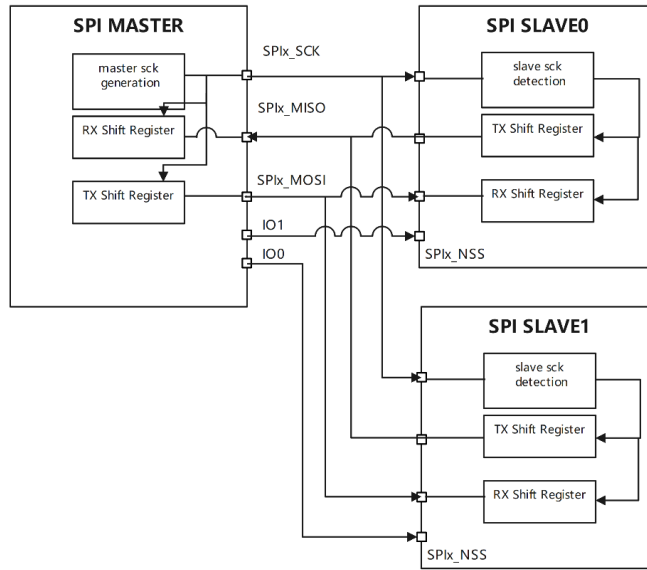 SPI MASTER
SPI SLAVE0
SPIx_SCK
master sck
generation
slave sck
detection
SPIx_MISO
RX Shift Register
TX Shift Register
SPIx_MOSI
TX Shift Register
RX Shift Register
IO1
IO0
SPIx_NSS
SPI SLAVE1
slave sck
detection
TX Shift Register
RX Shift Register
SPIx_NSS